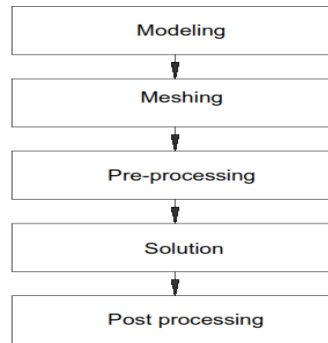 Modeling
Meshing
Pre-processing
Solution
Post processing